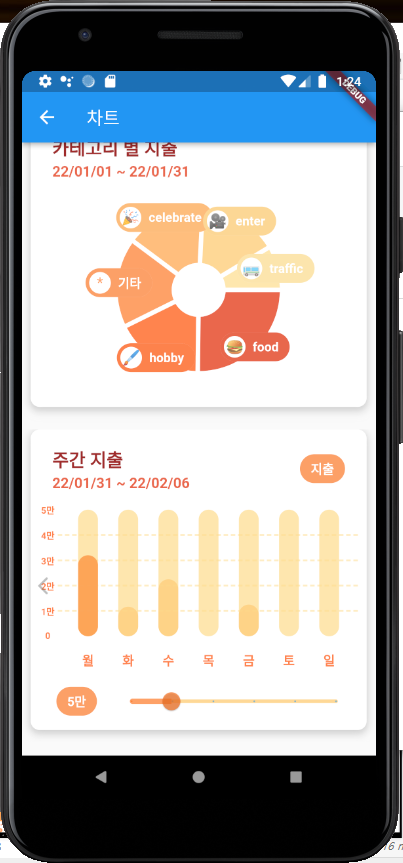 1:24
DEBUG
차트
카테고리 별 지출
22/01/01 ~ 22/01/31
celebrate
enter
traffic
기타
food
hobby
주간 지출
지출
22/01/31 ~ 22/02/06
5만
4만
3만
2만
1만
0
월 화 수 목 금 토 일
5만